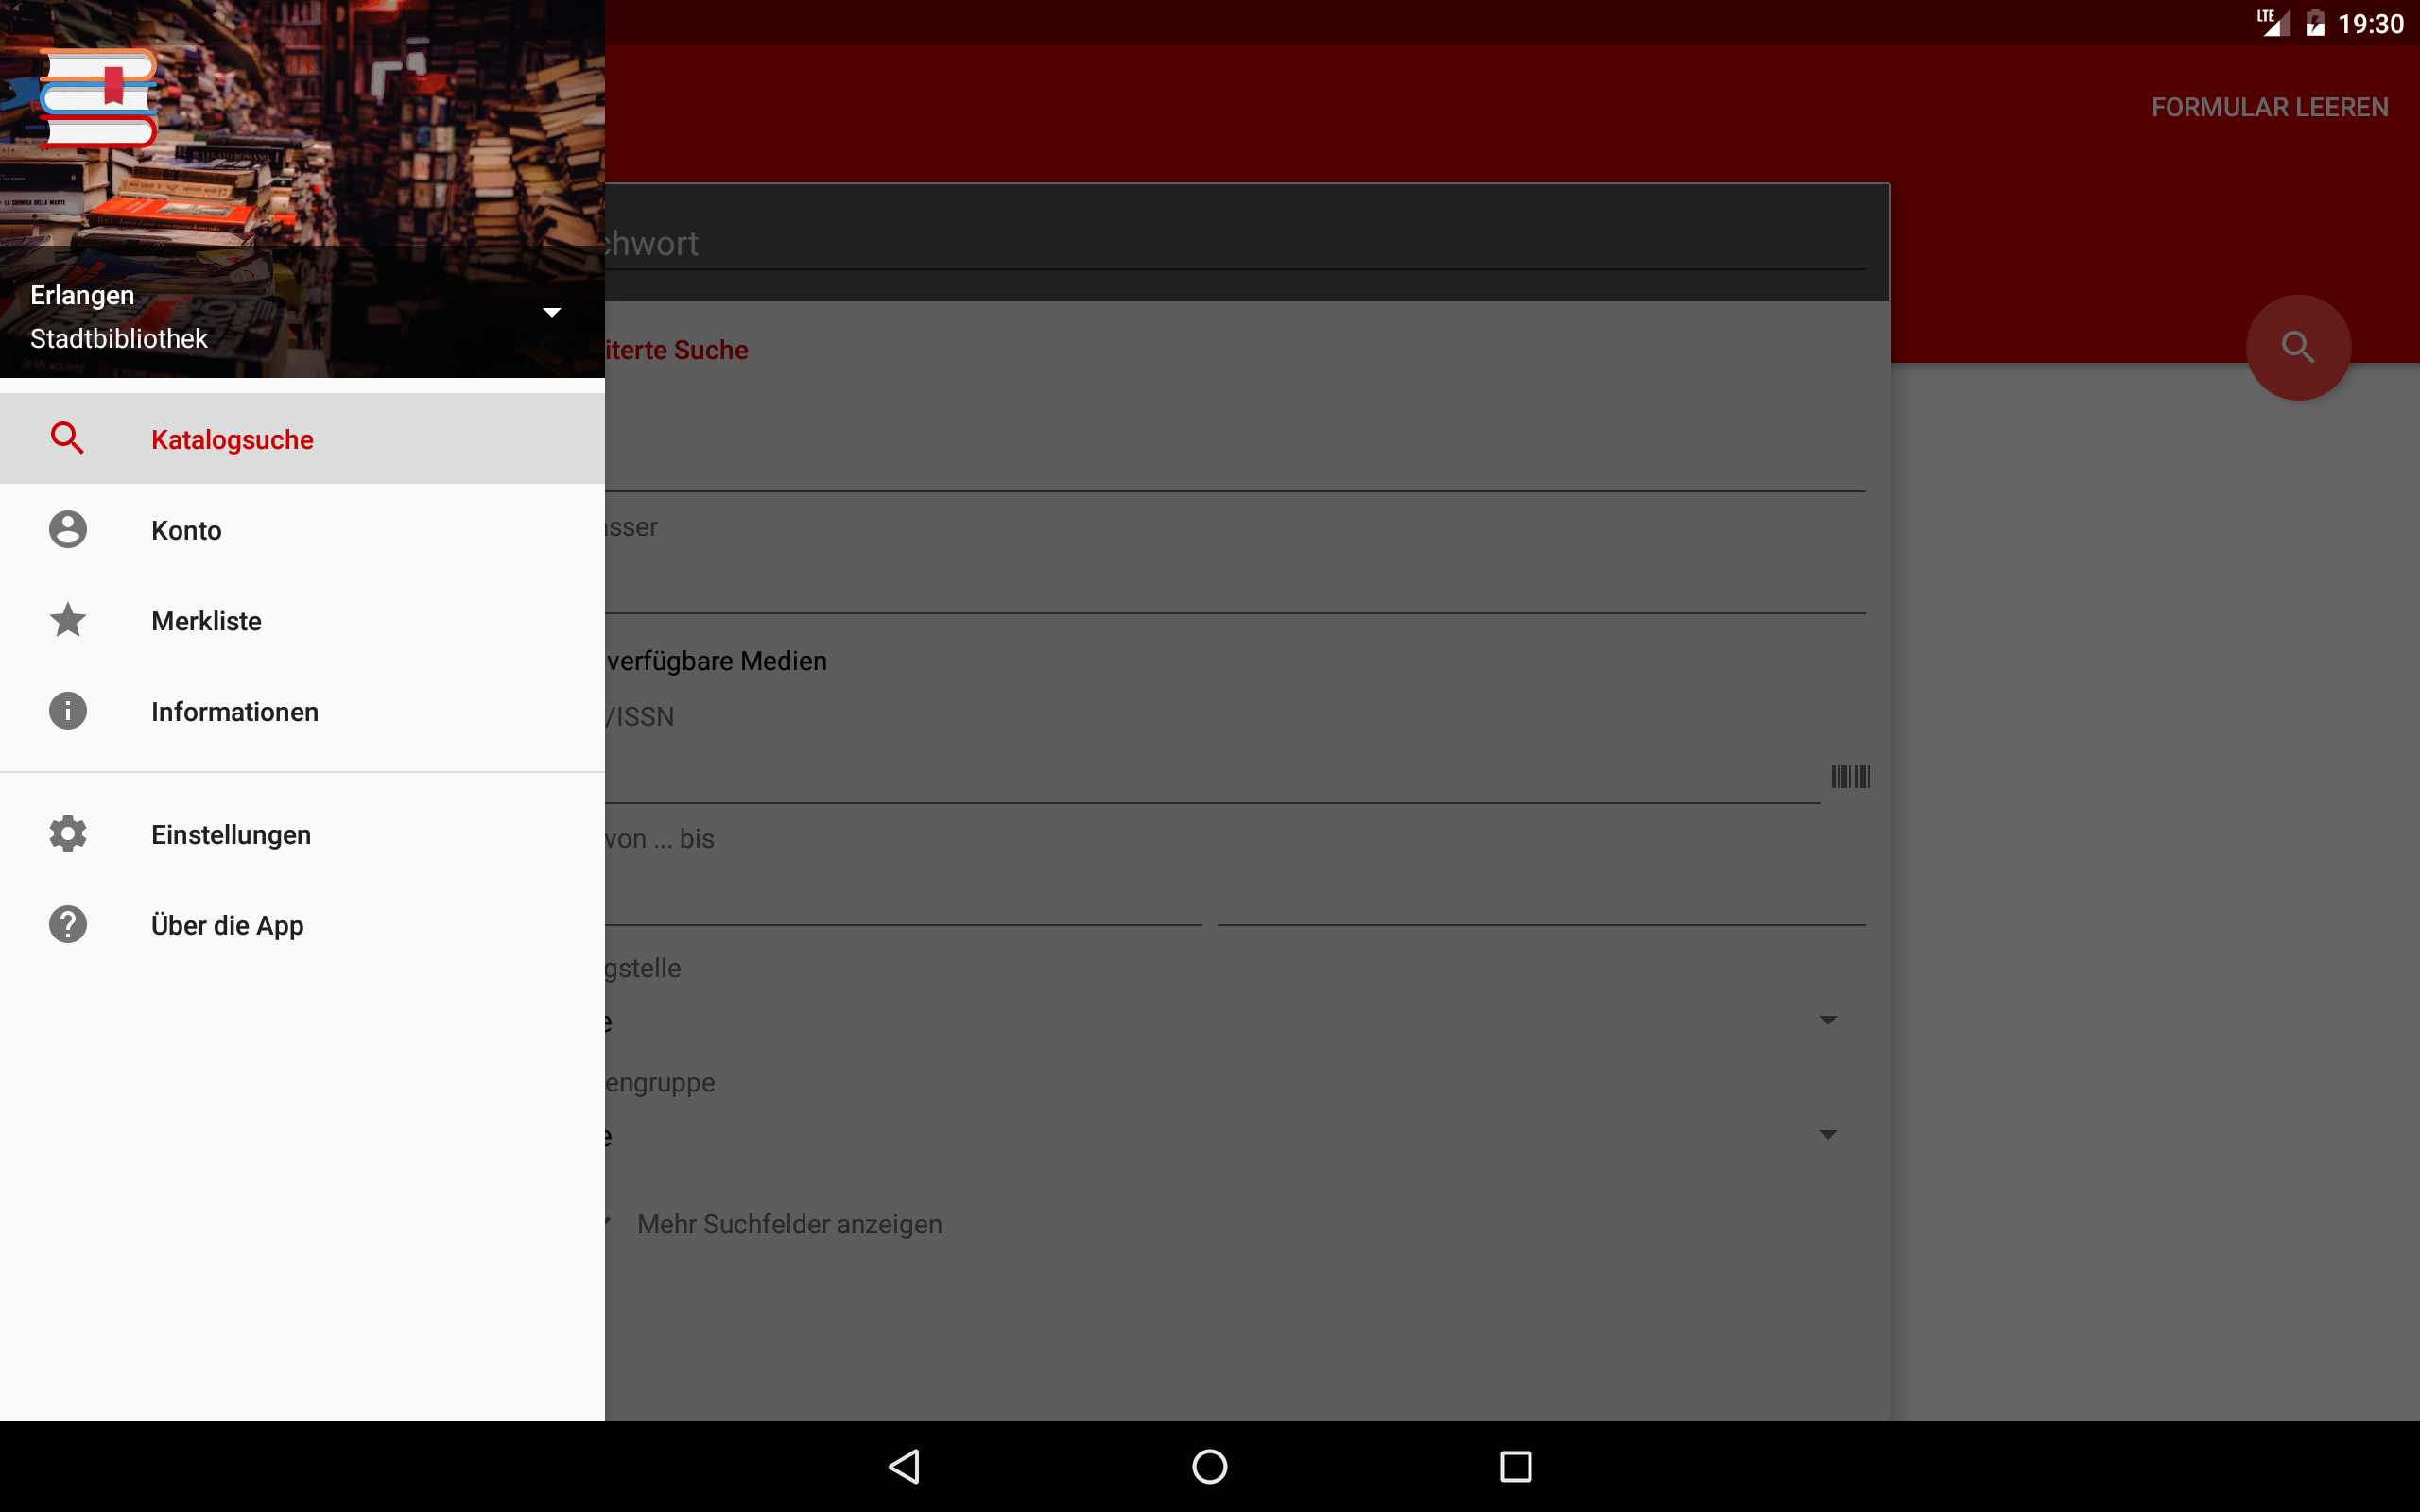 LTE 19:30
FORMULAR LEEREN
Erlangen
Stadtbibliothek
Katalogsuche
Konto
Merkliste
Informationen
Einstellungen
Über die App
chwort
iterte Suche
sser
verfügbare Medien
/ISSN
von ... bis
gstelle
e
engruppe
e
Mehr Suchfelder anzeigen